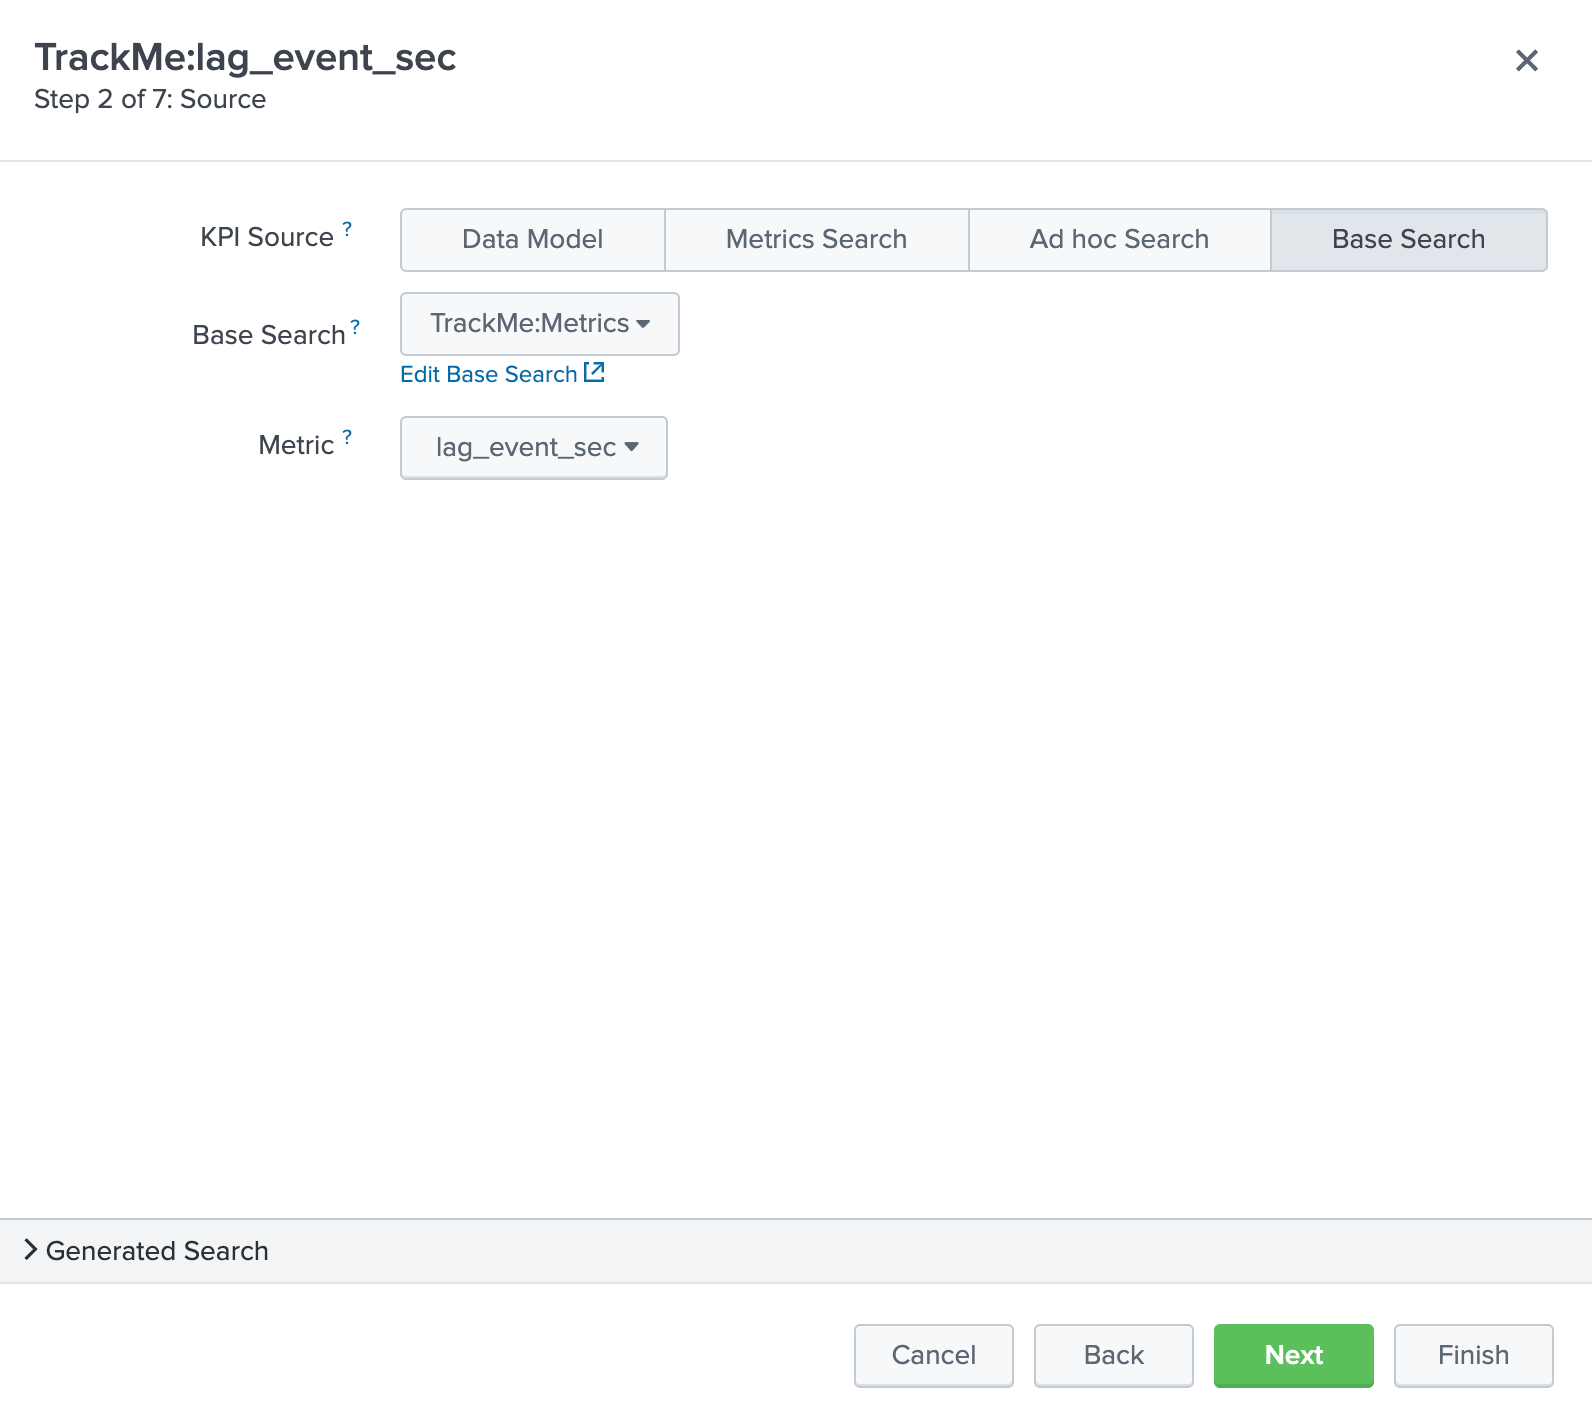 TrackMe:lag_event_sec
Step 2 of 7: Source
KPI Source ?
Data Model
Metrics Search
Ad hoc Search
Base Search
Base Search ?
TrackMe:Metrics
Edit Base Search
Metric ?
lag_event_sec
Generated Search
Cancel
Back
Next
Finish